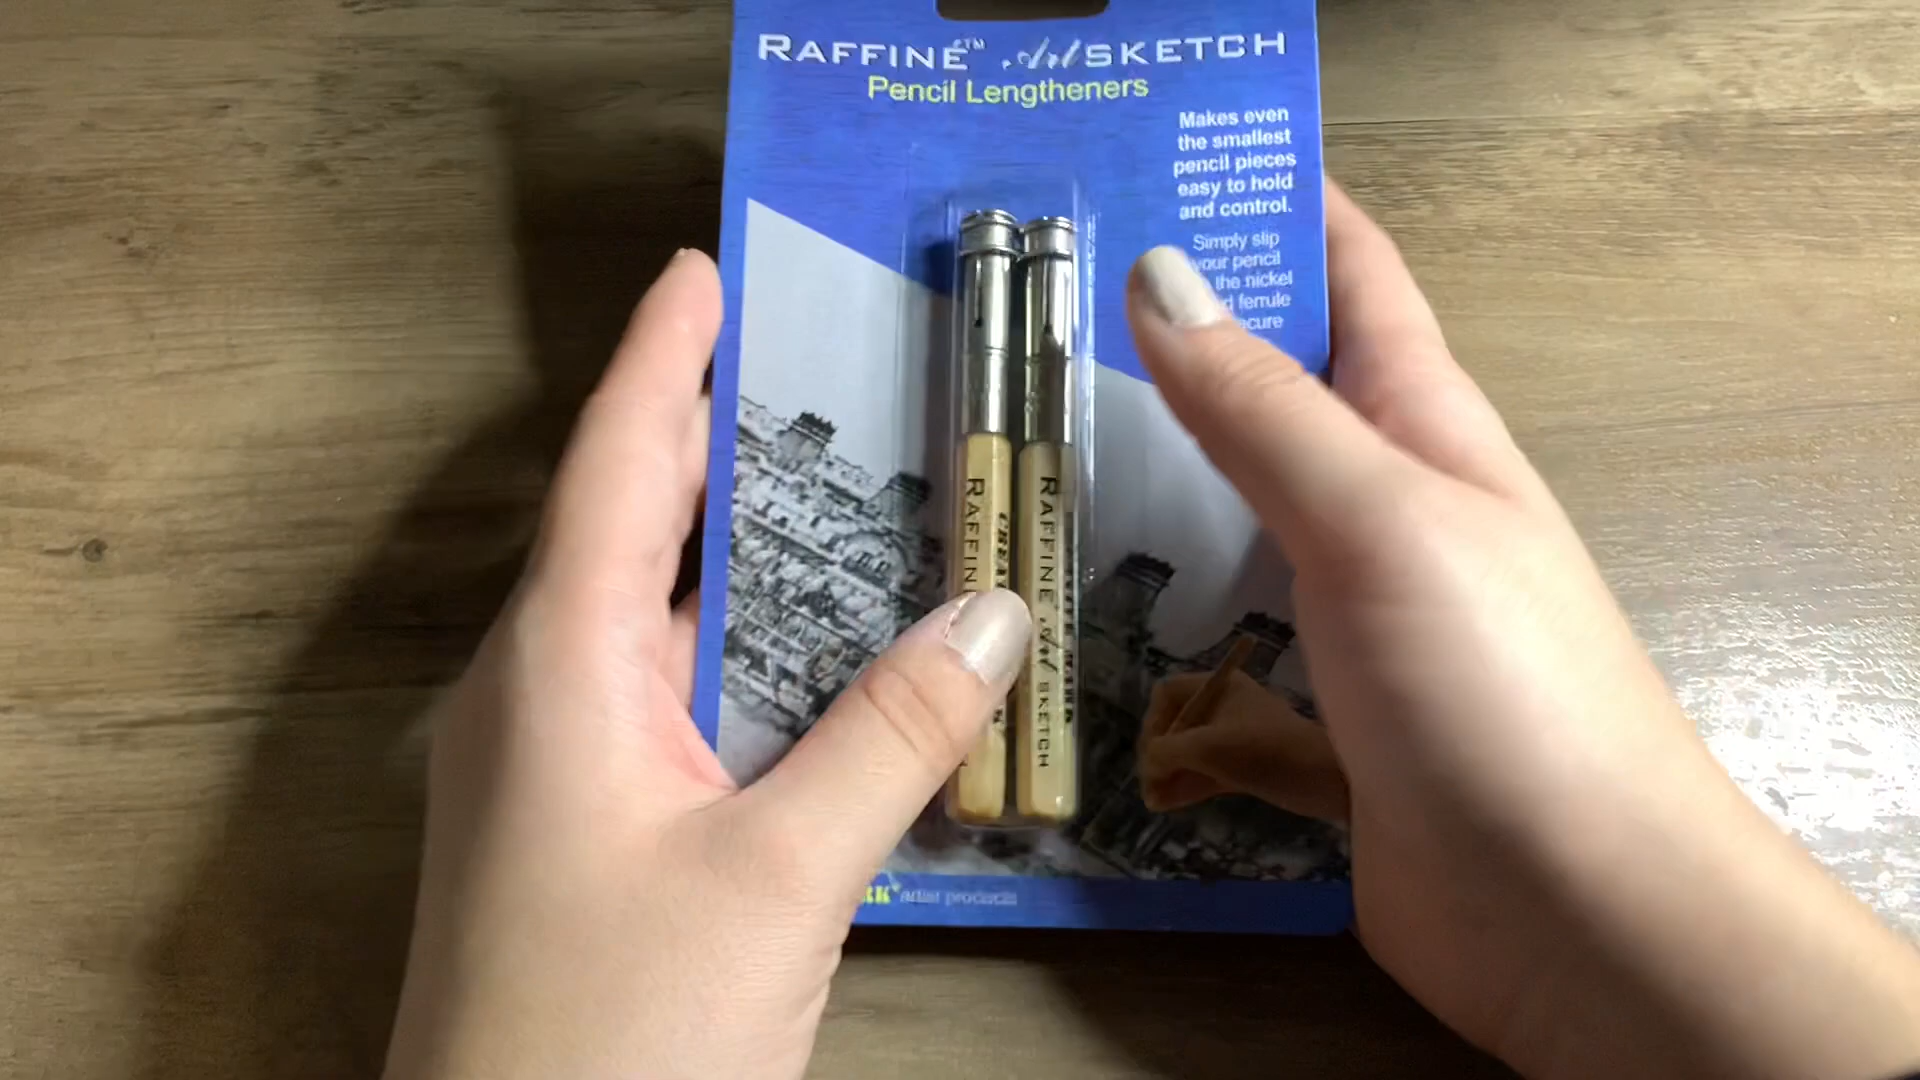 RAFFINÉ™ Art SKETCH
Pencil Lengtheners
Makes even
the smallest
pencil pieces
easy to hold
and control.
Simply slip
your pencil
the nickel
ferrule
RAFFINÉ
RAFFINÉ Art SKETCH
artist products